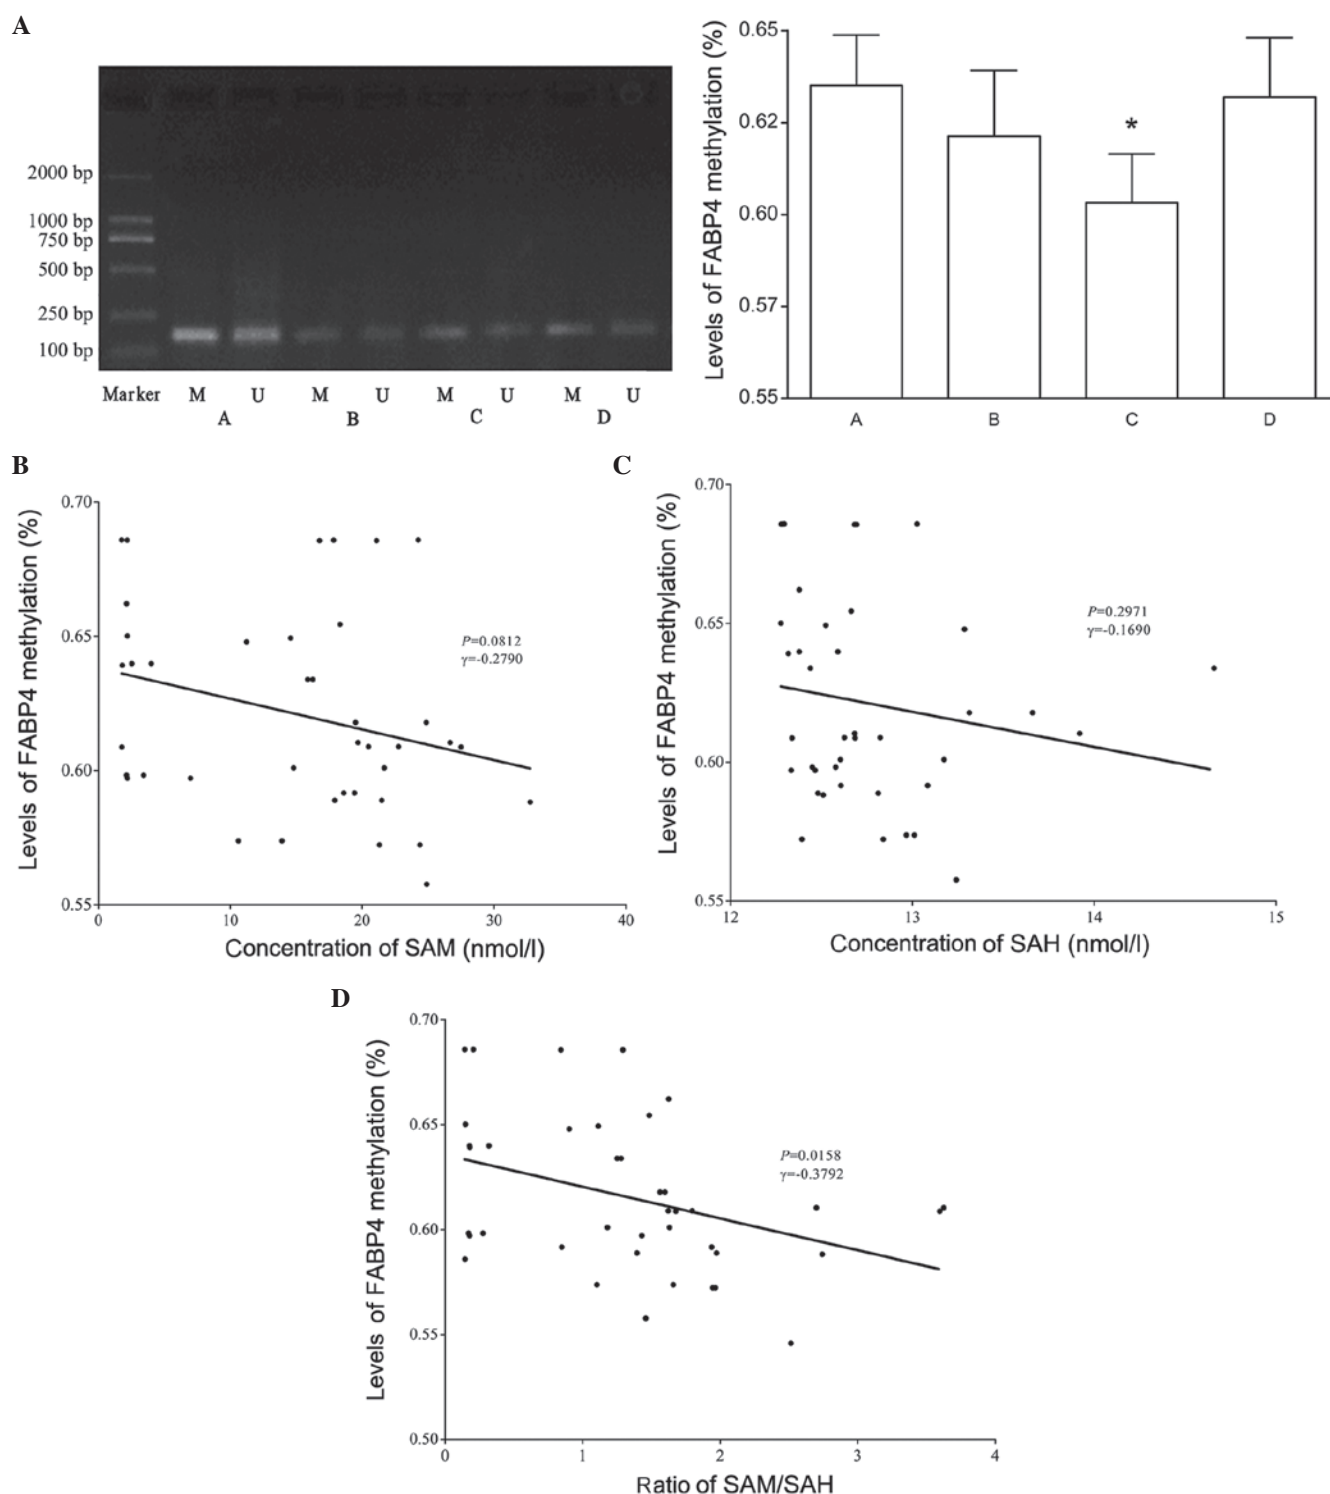 A
2000 bp
1000 bp
750 bp
500 bp
250 bp
100 bp
Marker M U M U M U M U
A B C D
Levels of FABP4 methylation (%)
0.65
0.62
0.60
0.57
0.55
*
A B C D
B
Levels of FABP4 methylation (%)
0.70
0.65
0.60
0.55
P=0.0812
γ=-0.2790
0 10 20 30 40
Concentration of SAM (nmol/l)
C
Levels of FABP4 methylation (%)
0.70
0.65
0.60
0.55
P=0.2971
γ=-0.1690
12 13 14 15
Concentration of SAH (nmol/l)
D
Levels of FABP4 methylation (%)
0.70
0.65
0.60
0.55
0.50
P=0.0158
γ=-0.3792
0 1 2 3 4
Ratio of SAM/SAH